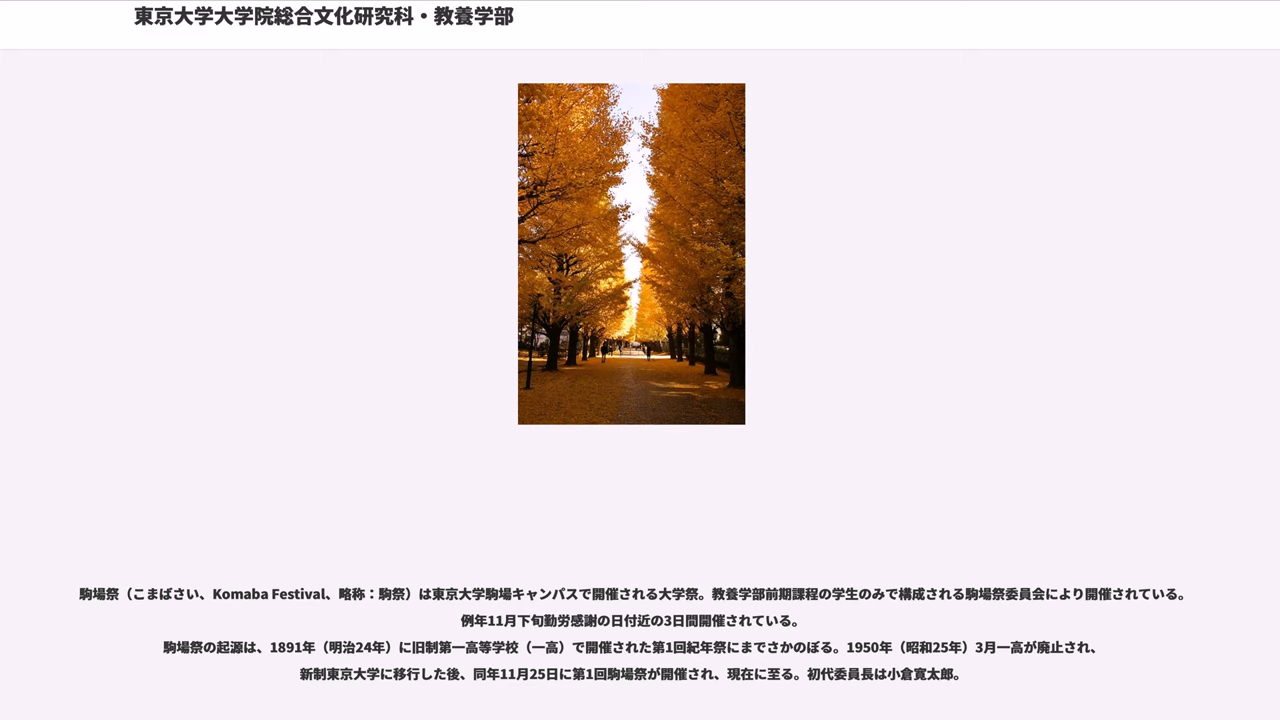 東京大学大学院総合文化研究科・教養学部
駒場祭（こまばさい、Komaba Festival、略称：駒祭）は東京大学駒場キャンパスで開催される大学祭。教養学部前期課程の学生のみで構成される駒場祭委員会により開催されている。
例年11月下旬勤労感謝の日付近の3日間開催されている。
駒場祭の起源は、1891年（明治24年）に旧制第一高等学校（一高）で開催された第1回紀年祭にまでさかのぼる。1950年（昭和25年）3月一高が廃止され、
新制東京大学に移行した後、同年11月25日に第1回駒場祭が開催され、現在に至る。初代委員長は小倉寛太郎。